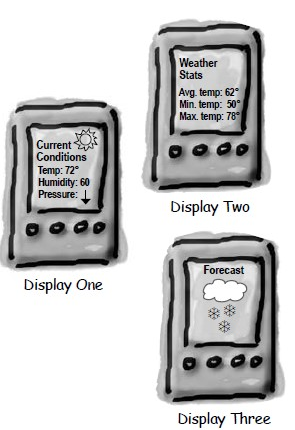 Weather
Stats
Avg. temp: 62°
Min. temp: 50°
Max. temp: 78°
Display Two
Current
Conditions
Temp: 72°
Humidity: 60
Pressure:
Display One
Forecast
Display Three